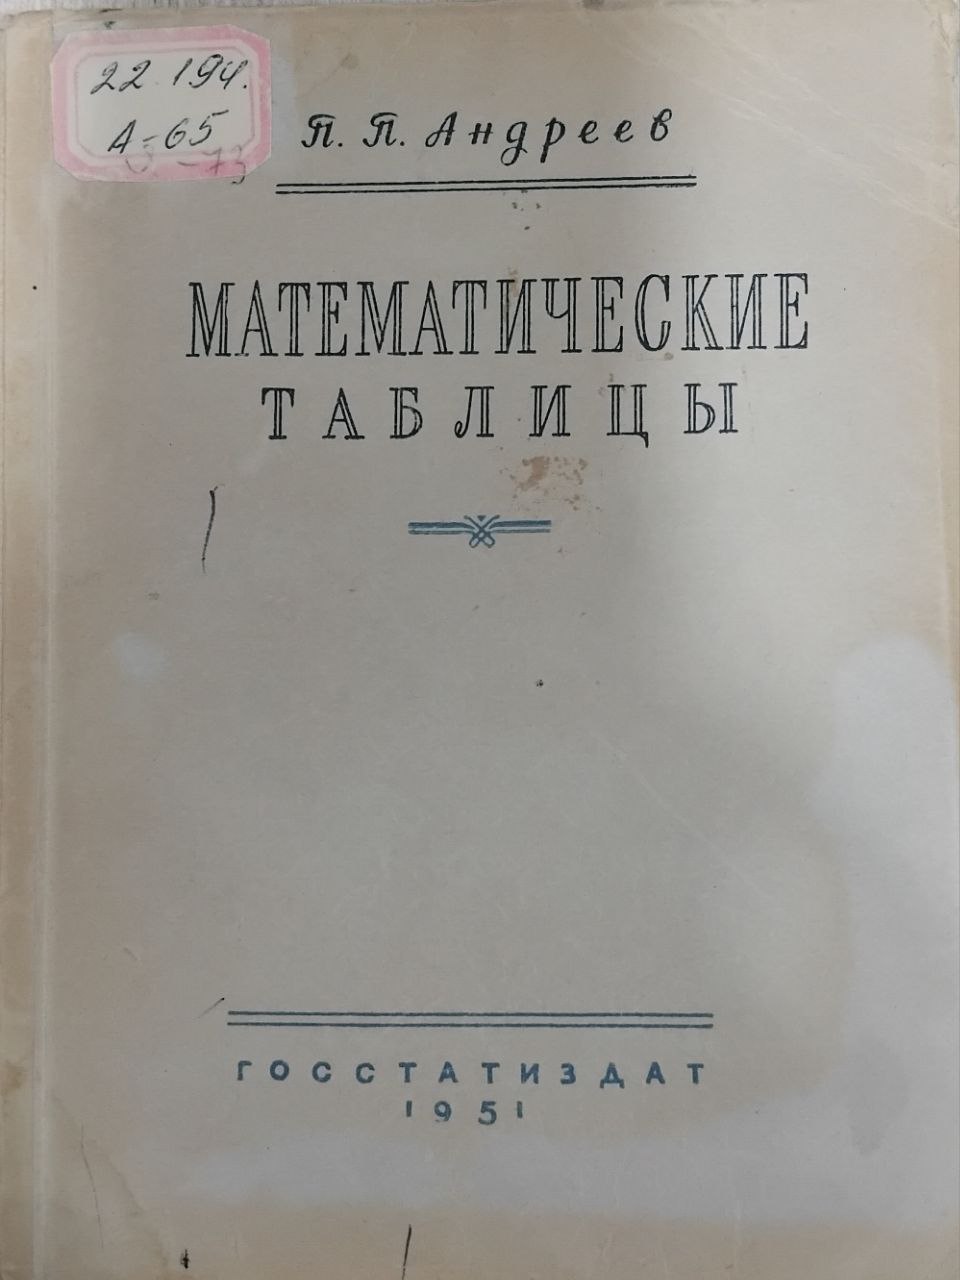 22.194.
А-65
П. П. Андреев
МАТЕМАТИЧЕСКИЕ
ТАБЛИЦЫ
ГОССТАТИЗДАТ
1951